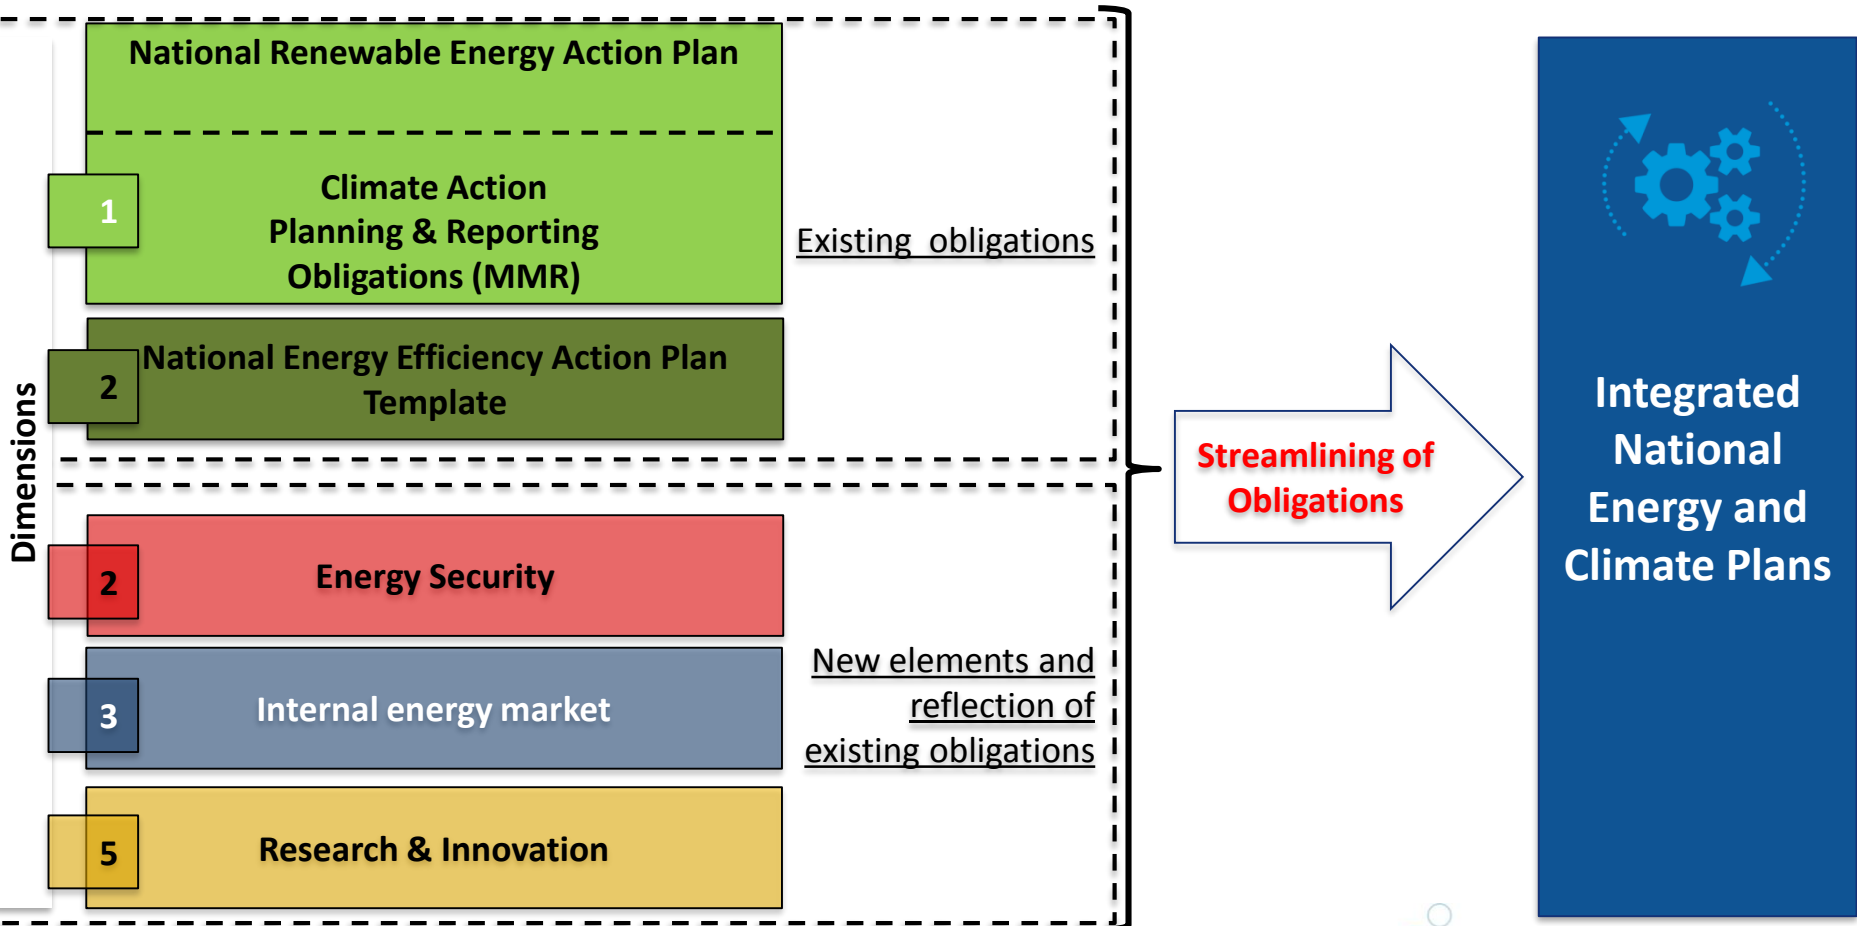 National Renewable Energy Action Plan
1
Climate Action
Planning & Reporting
Obligations (MMR)
Existing obligations
2
National Energy Efficiency Action Plan
Template
Dimensions
2
Energy Security
3
Internal energy market
New elements and
reflection of
existing obligations
5
Research & Innovation
Streamlining of
Obligations
Integrated
National
Energy and
Climate Plans